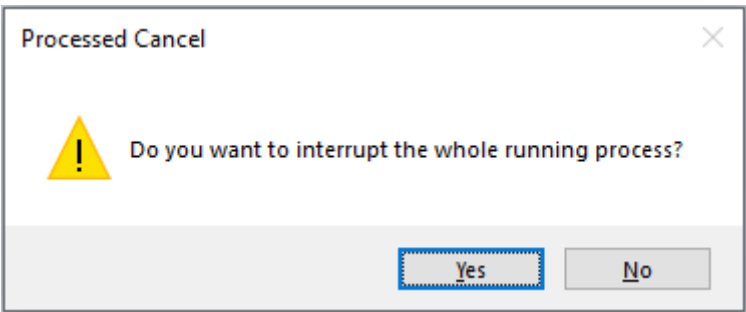 Processed Cancel
Do you want to interrupt the whole running process?
Yes
No